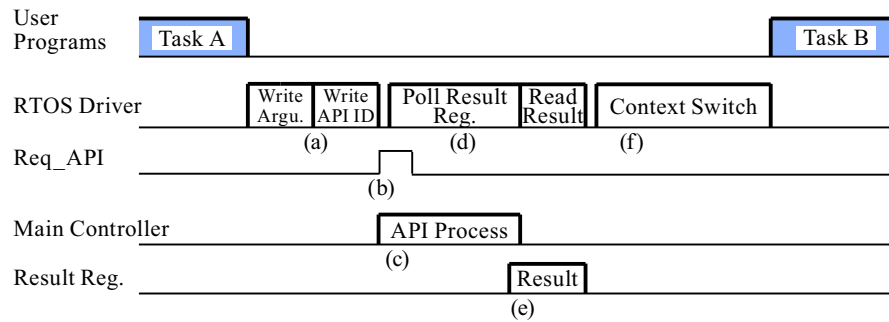 User
Programs
Task A
Task B
RTOS Driver
Write
Argu.
Write
API ID
Poll Result
Reg.
Read
Result
Context Switch
(a)
(d)
(f)
Req_API
(b)
Main Controller
API Process
(c)
Result Reg.
Result
(e)